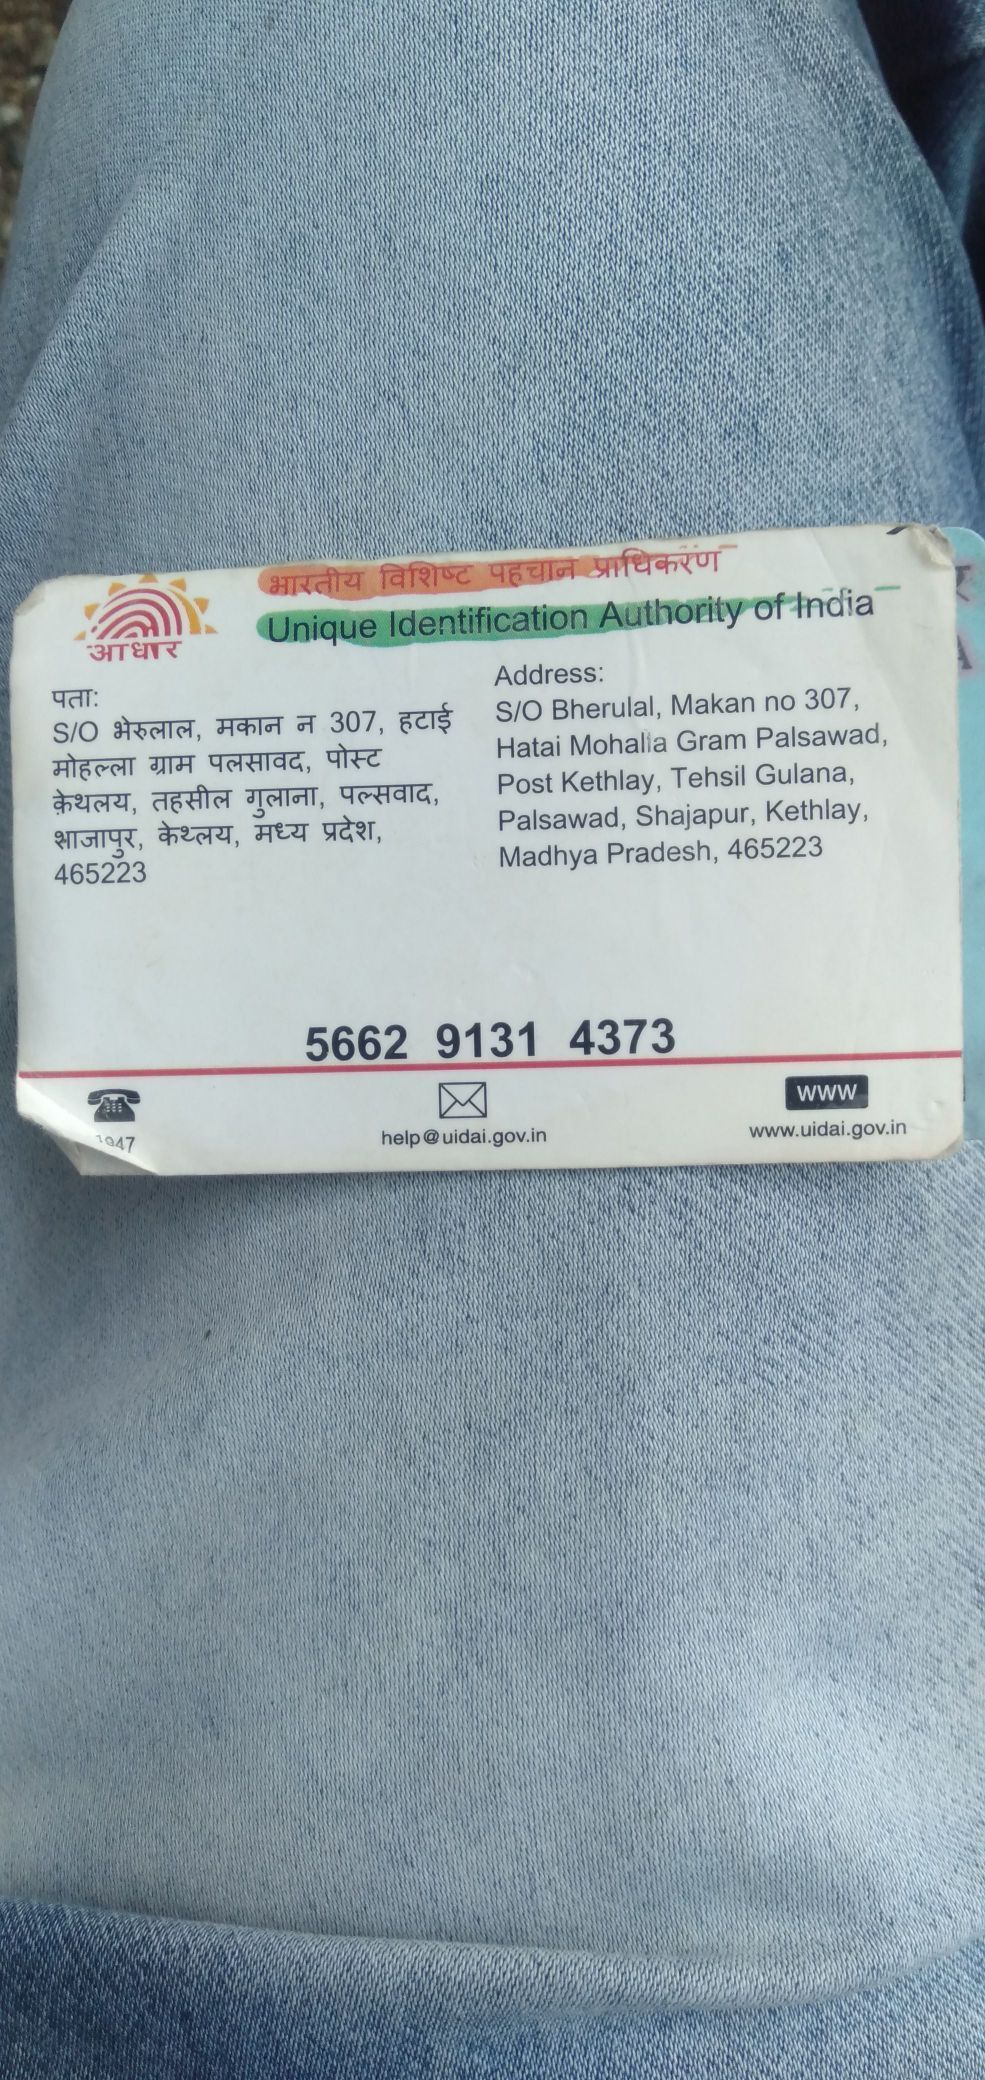 भारतीय विशिष्ट पहचान प्राधिकरण
Unique Identification Authority of India
आधार
पता:
S/O भेरुलाल, मकान न 307, हटाई
मोहल्ला ग्राम पलसावद, पोस्ट
क़ेथलय, तहसील गुलाना, पल्सवाद,
शाजापुर, केथ्लय, मध्य प्रदेश,
465223
Address:
S/O Bherulal, Makan no 307,
Hatai Mohalla Gram Palsawad,
Post Kethlay, Tehsil Gulana,
Palsawad, Shajapur, Kethlay,
Madhya Pradesh, 465223
5662 9131 4373
1947
help@uidai.gov.in
www
www.uidai.gov.in